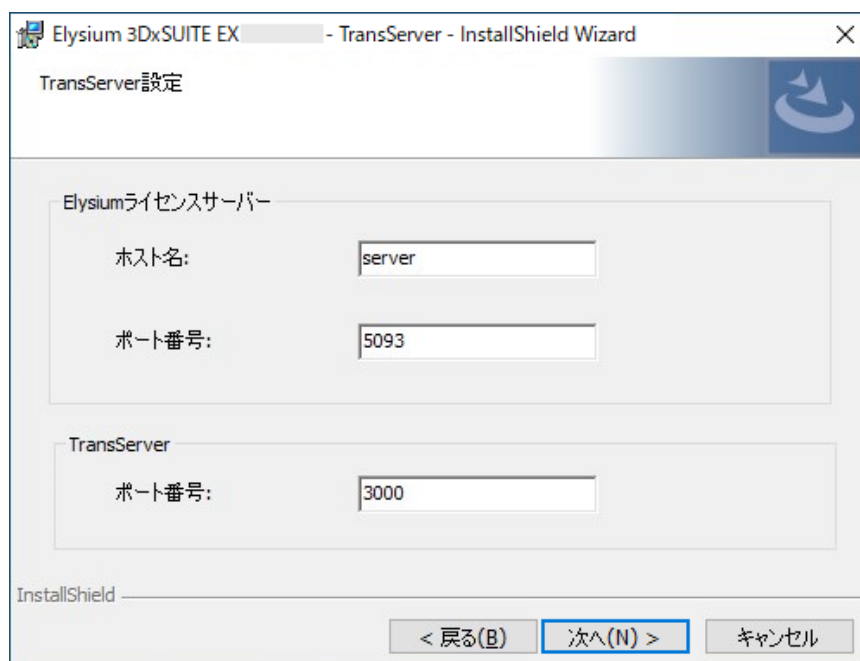 Elysium 3DxSUITE EX - TransServer - InstallShield Wizard
TransServer設定
Elysiumライセンスサーバー
ホスト名: server
ポート番号: 5093
TransServer
ポート番号: 3000
InstallShield
< 戻る(B) 次へ(N) > キャンセル